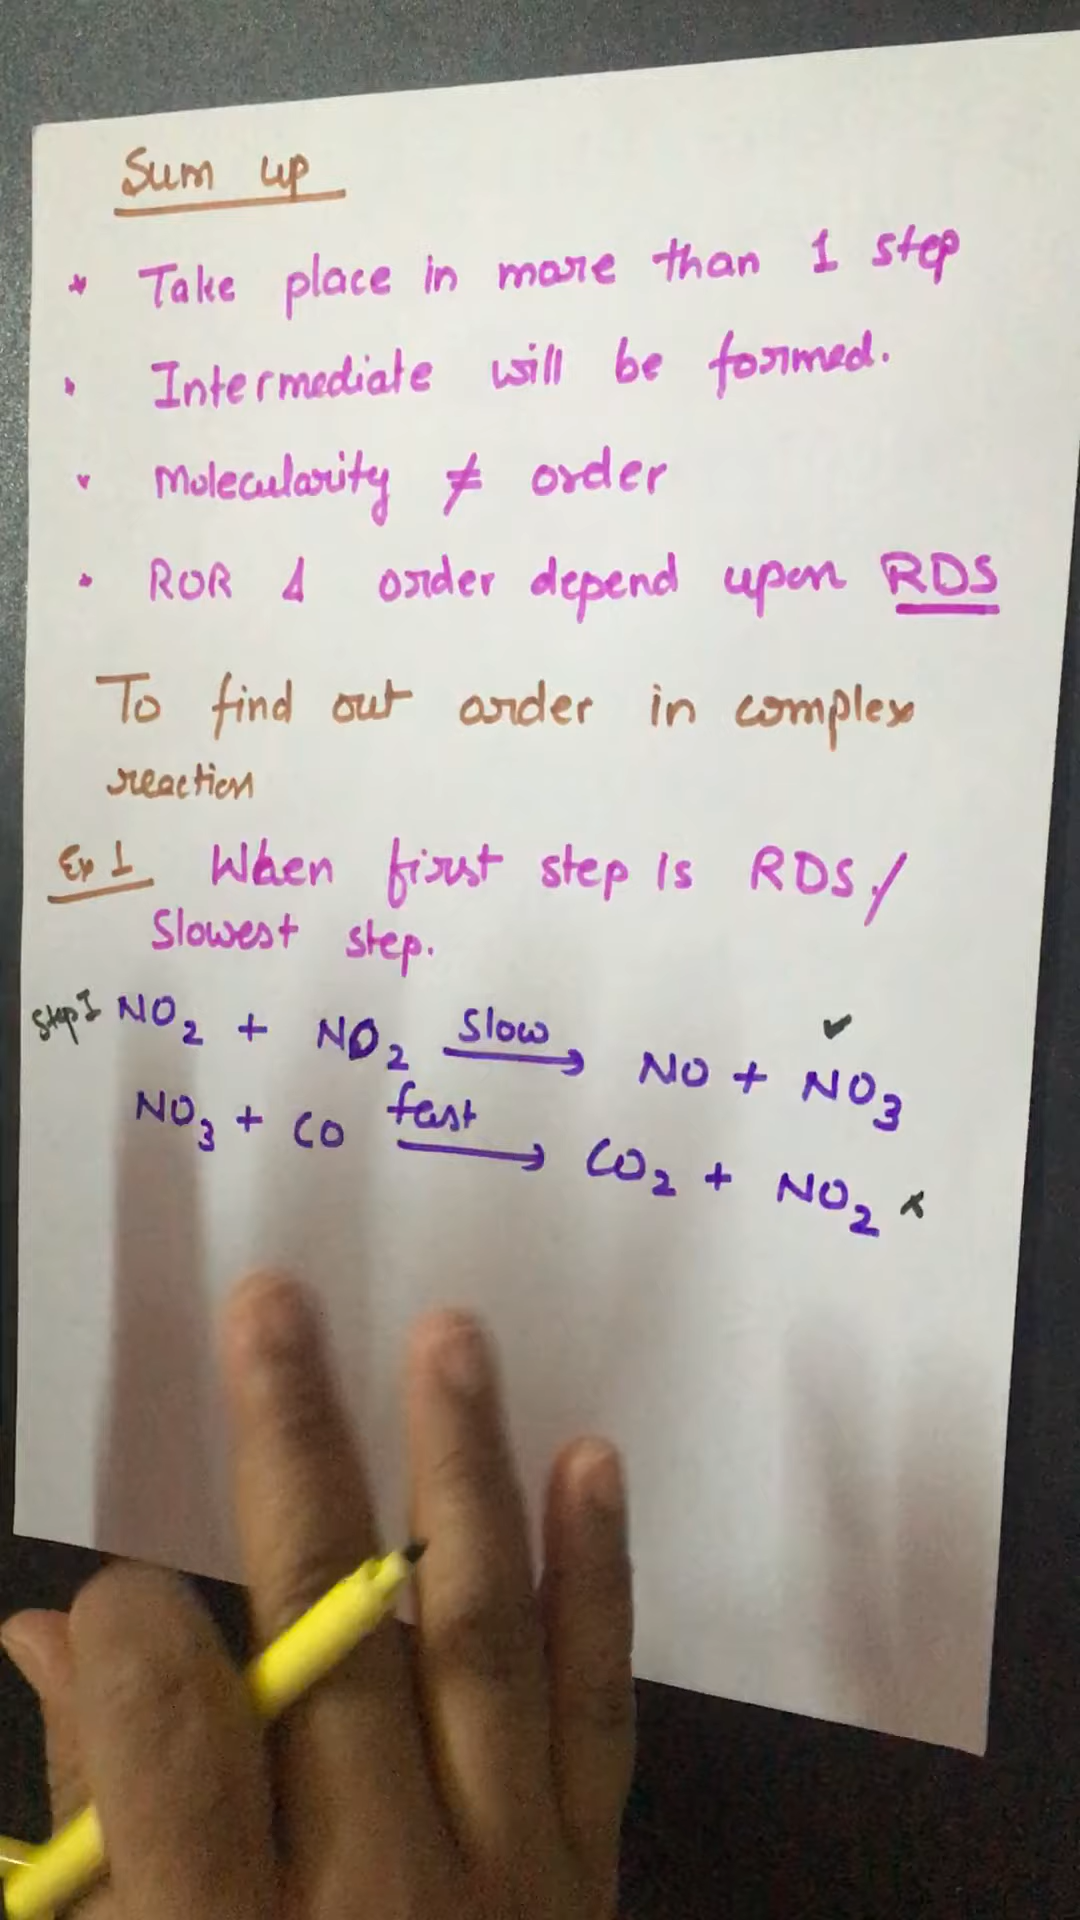 Sum up
* Take place in more than 1 step
Intermediate will be formed.
Molecularity ≠ order
ROR & order depend upon RDS
To find out order in complex
reaction
Ex 1 When first step is RDS /
Slowest step.
Step I NO₂ + NO₂ Slow → NO + NO₃ ✓
NO₃ + CO fast → CO₂ + NO₂ ×